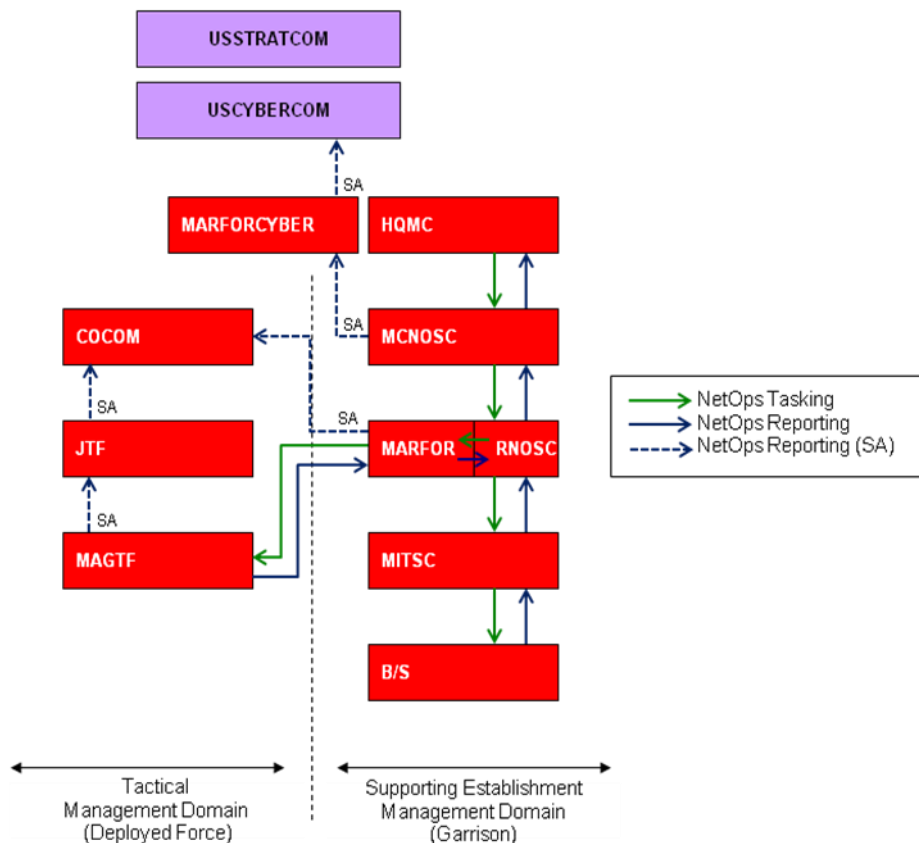 USSTRATCOM
USCYBERCOM
SA
MARFORCYBER
HQMC
SA
COCOM
MCNOSC
SA
SA
JTF
MARFOR
RNOSC
SA
MAGTF
MITSC
B/S
NetOps Tasking
NetOps Reporting
NetOps Reporting (SA)
Tactical
Management Domain
(Deployed Force)
Supporting Establishment
Management Domain
(Garrison)